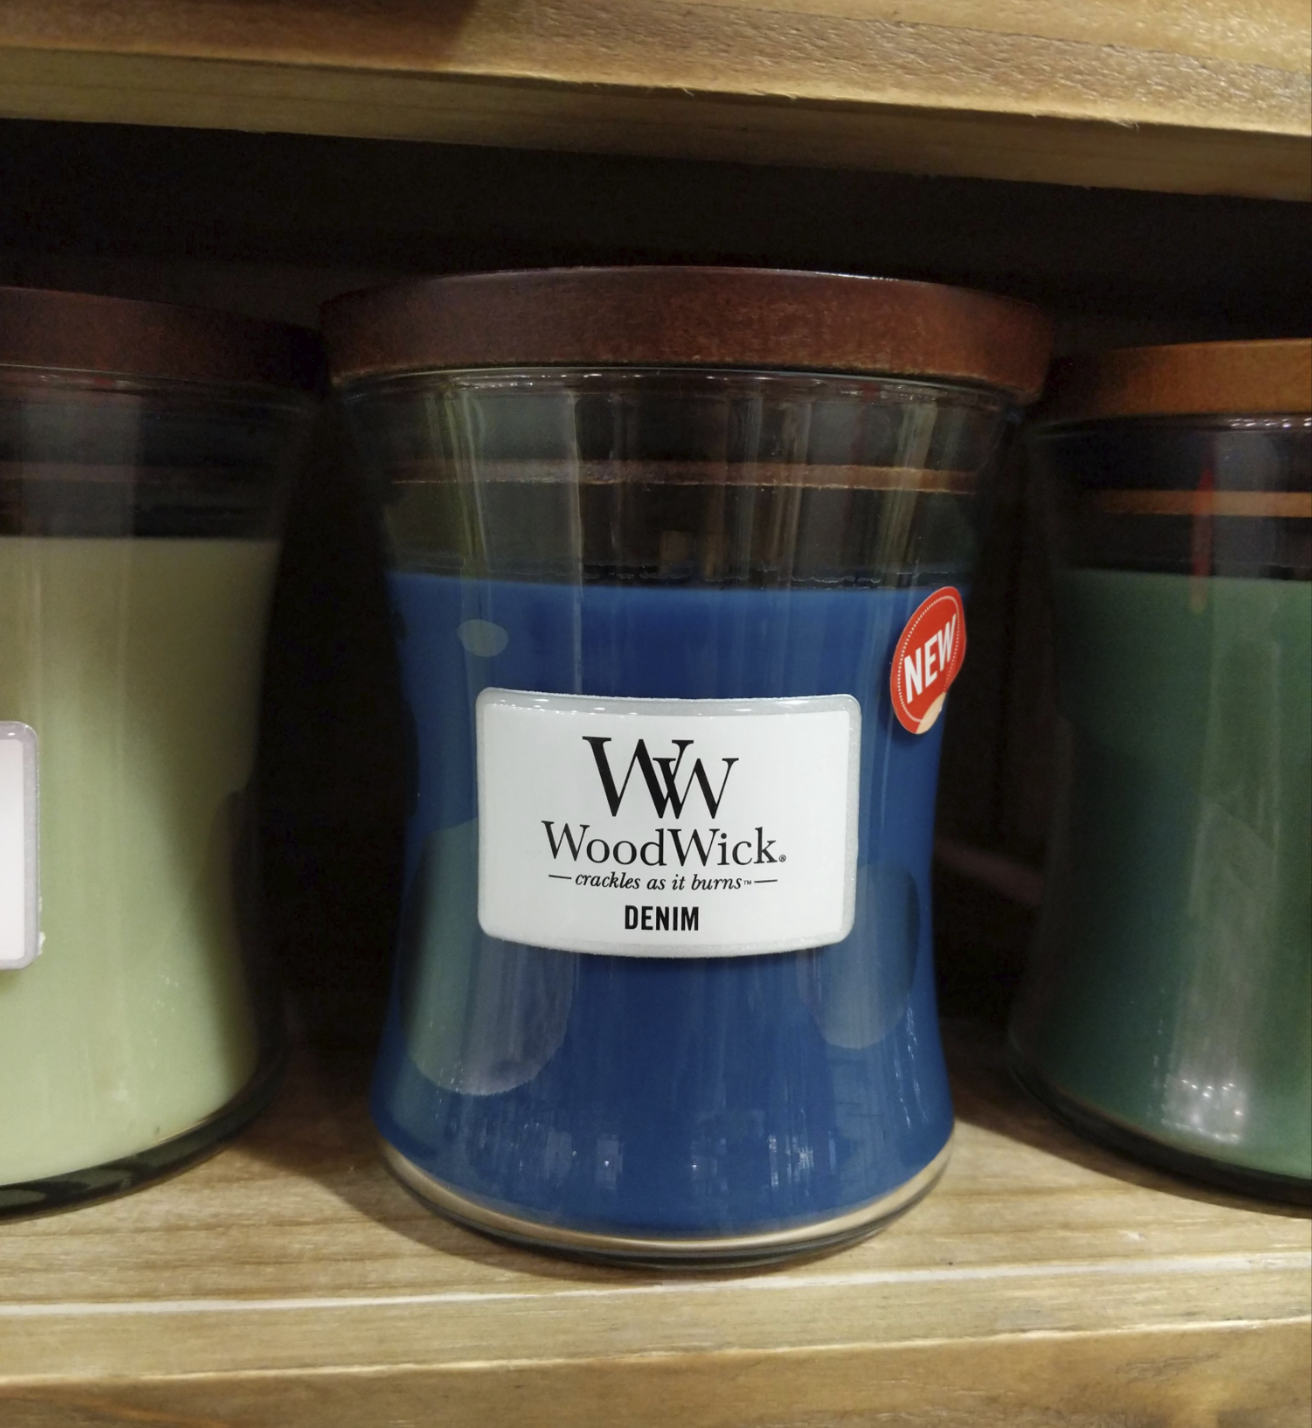 NEW
WW
WoodWick®
crackles as it burns™
DENIM